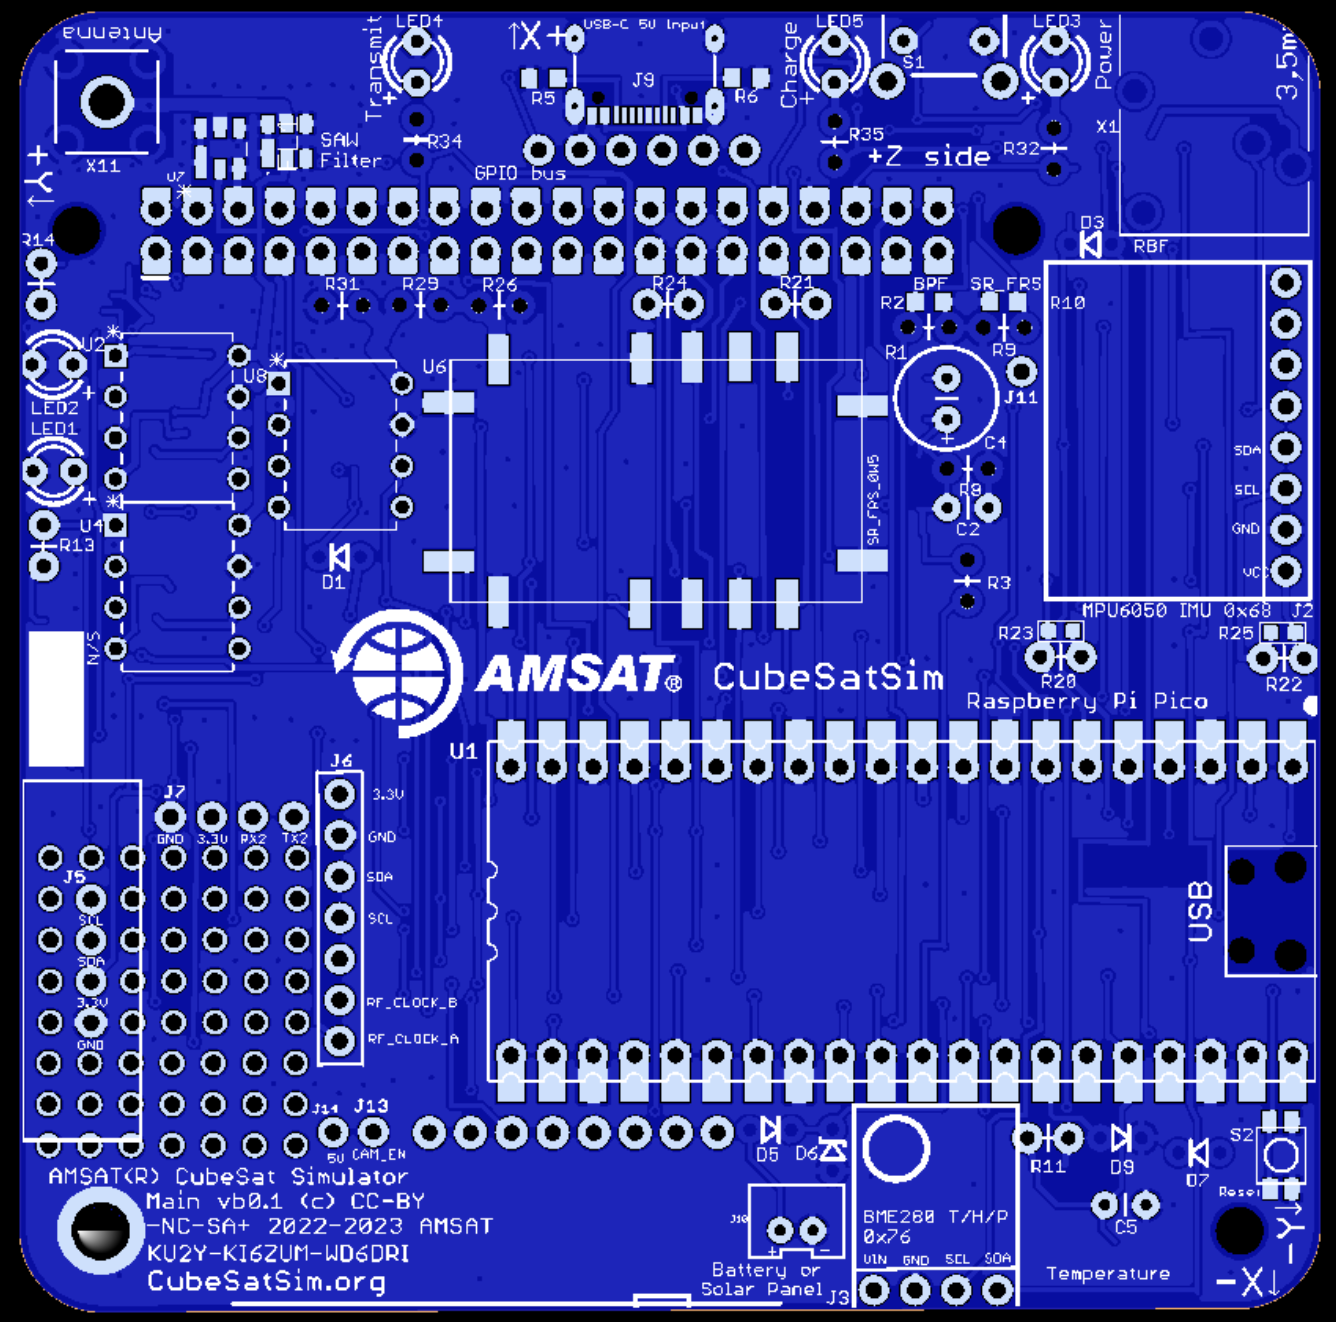 Antenna
X11
Transmit
LED4
+
R34
↑X+
USB-C 5V Input
J9
R5
R6
Charge
LED5
+
R35
S1
LED3
+
Power
R32
3,5m
X1
RBF
+Z side
SAW
Filter
GPIO bus
U7
*
↑Y+
R14
R31
R29
R26
R24
R21
BPF
SR_FRS
R2
R10
D3
R1
R9
J11
U2
*
LED2
+
LED1
+
U8
*
U6
U4
*
R13
D1
SR_FRS_0W5
+
C4
R8
C2
R3
SDA
SCL
GND
VCC
MPU6050 IMU 0x68
J2
R23
R20
R25
R22
S/N
AMSAT® CubeSatSim
Raspberry Pi Pico
U1
USB
J6
3.3V
GND
SDA
SCL
RF_CLOCK_B
RF_CLOCK_A
J7
GND 3.3V RX2 TX2
J5
SCL
SDA
3.3V
GND
J14 J13
5V CAM_EN
D5
D6
R11
D9
D7
S2
Reset
C5
AMSAT(R) CubeSat Simulator
Main vb0.1 (c) CC-BY
-NC-SA+ 2022-2023 AMSAT
KU2Y-KI6ZUM-WD6DRI
CubeSatSim.org
J10
+ -
Battery or
Solar Panel
J3
BME280 T/H/P
0x76
VIN GND SCL SDA
Temperature
-Y↓
-X↓